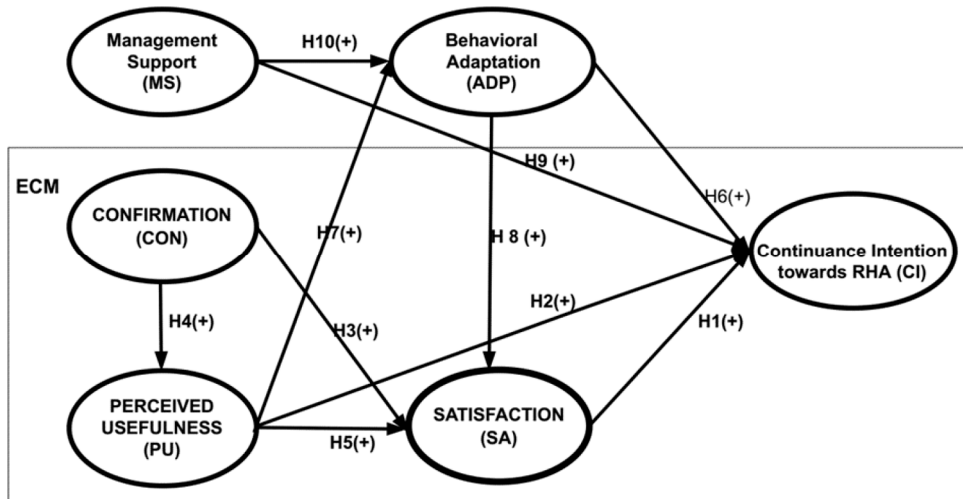 Management
Support
(MS)
H10(+)
Behavioral
Adaptation
(ADP)
H9 (+)
ECM
CONFIRMATION
(CON)
H6(+)
H7(+)
H 8 (+)
Continuance Intention
towards RHA (CI)
H4(+)
H3(+)
H2(+)
H1(+)
PERCEIVED
USEFULNESS
(PU)
H5(+)
SATISFACTION
(SA)